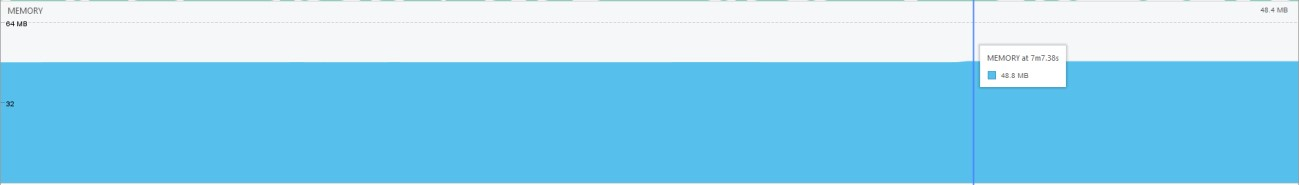 MEMORY
48.4 MB
64 MB
MEMORY at 7m7.38s
48.8 MB
32